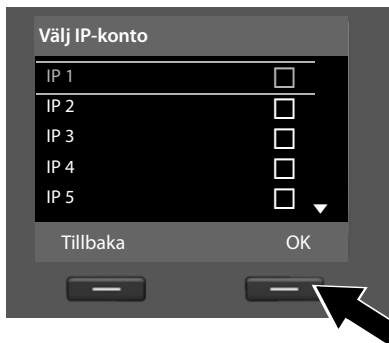 Välj IP-konto
IP 1
IP 2
IP 3
IP 4
IP 5
Tillbaka OK